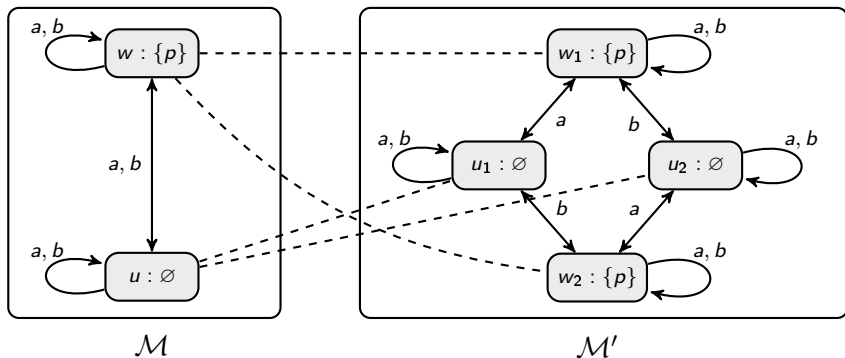 a, b
w : {p}
a, b
a, b
u : ∅
M
w₁ : {p}
a, b
a
b
a, b
u₁ : ∅
u₂ : ∅
a, b
b
a
w₂ : {p}
a, b
M′